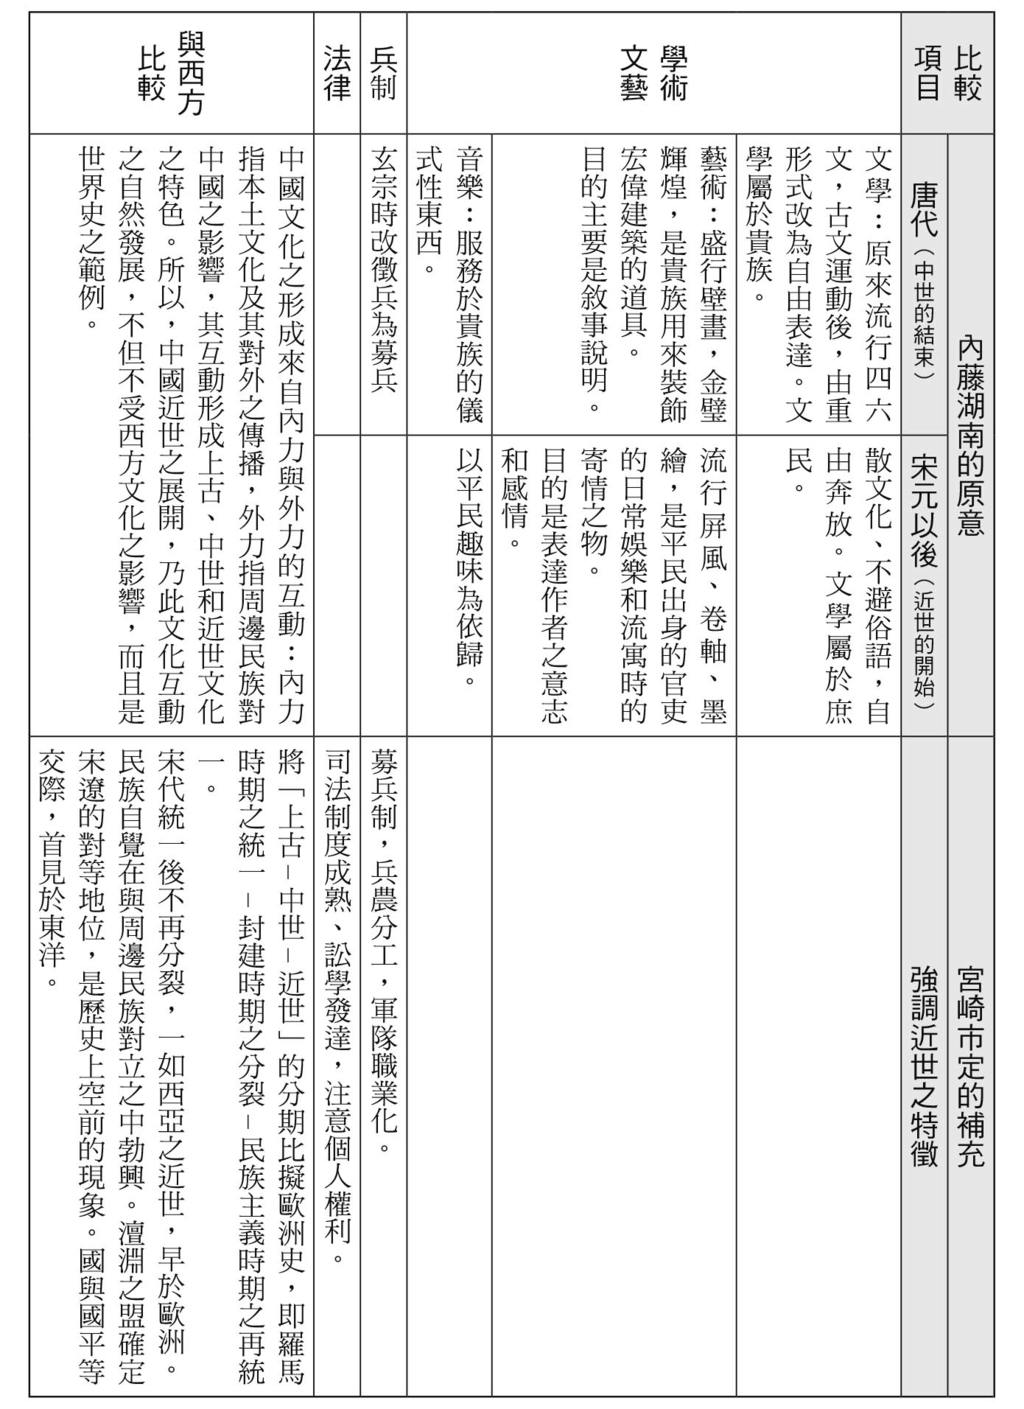 比較
項目
內藤湖南的原意
宮崎市定的補充
唐代（中世的結束）
宋元以後（近世的開始）
強調近世之特徵
學術
文藝
文學：原來流行四六
文，古文運動後，由重
形式改為自由表達。文
學屬於貴族。
散文化、不避俗語，自
由奔放。文學屬於庶
民。
藝術：盛行壁畫，金璧
輝煌，是貴族用來裝飾
宏偉建築的道具。
目的主要是敘事說明。
流行屏風、卷軸、墨
繪，是平民出身的官吏
的日常娛樂和流寓時的
寄情之物。
目的是表達作者之意志
和感情。
音樂：服務於貴族的儀
式性東西。
以平民趣味為依歸。
兵制
玄宗時改徵兵為募兵
募兵制，兵農分工，軍隊職業化。
法律
司法制度成熟、訟學發達，注意個人權利。
與西方
比較
中國文化之形成來自內力與外力的互動：內力
指本土文化及其對外之傳播，外力指周邊民族對
中國之影響，其互動形成上古、中世和近世文化
之特色。所以，中國近世之展開，乃此文化互動
之自然發展，不但不受西方文化之影響，而且是
世界史之範例。
將「上古－中世－近世」的分期比擬歐洲史，即羅馬
時期之統一－封建時期之分裂－民族主義時期之再統
一。
宋代統一後不再分裂，一如西亞之近世，早於歐洲。
民族自覺在與周邊民族對立之中勃興。澶淵之盟確定
宋遼的對等地位，是歷史上空前的現象。國與國平等
交際，首見於東洋。